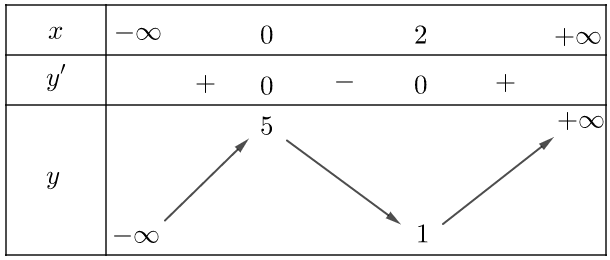 x −∞ 0 2 +∞
y′ + 0 − 0 +
5 +∞
y
−∞ 1